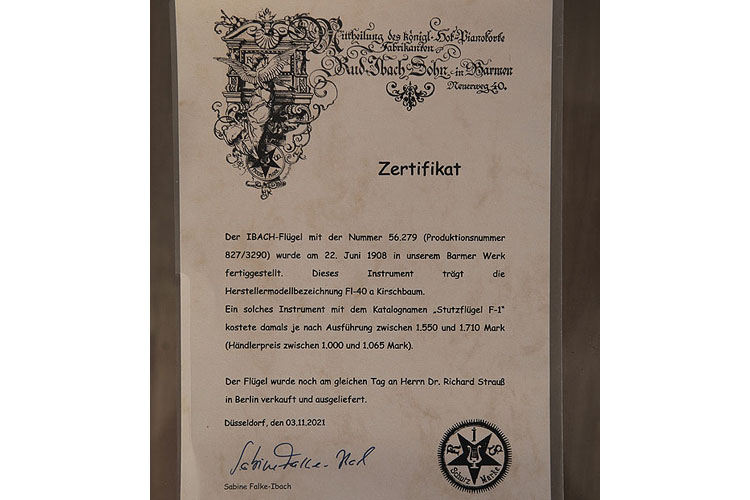 Mittheilung des königl. Hof-Pianoforte
Fabrikanten
Rud. Ibach Sohn in Barmen
Neuerweg 40.
Zertifikat
Der IBACH-Flügel mit der Nummer 56.279 (Produktionsnummer
827/3290) wurde am 22. Juni 1908 in unserem Barmer Werk
fertiggestellt. Dieses Instrument trägt die
Herstellermodellbezeichnung Fl-40 a Kirschbaum.
Ein solches Instrument mit dem Katalognamen „Stutzflügel F-1“
kostete damals je nach Ausführung zwischen 1.550 und 1.710 Mark
(Händlerpreis zwischen 1.000 und 1.065 Mark).
Der Flügel wurde noch am gleichen Tag an Herrn Dr. Richard Strauß
in Berlin verkauft und ausgeliefert.
Düsseldorf, den 03.11.2021
Sabine Falke-Ibach
R I S
Schutz Marke